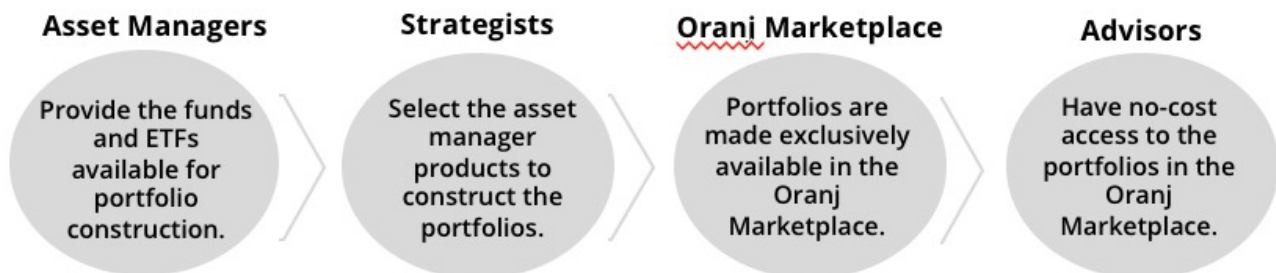 Asset Managers
Provide the funds
and ETFs
available for
portfolio
construction.
Strategists
Select the asset
manager
products to
construct the
portfolios.
Oranj Marketplace
Portfolios are
made exclusively
available in the
Oranj
Marketplace.
Advisors
Have no-cost
access to the
portfolios in the
Oranj
Marketplace.